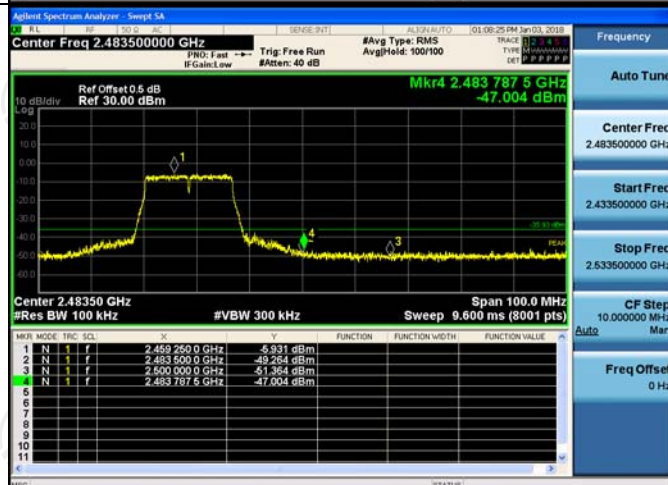 Agilent Spectrum Analyzer - Swept SA
RL RF 50 Ω AC SENSE:INT ALIGNAUTO 01:08:25 PM Jan 03, 2018
Center Freq 2.483500000 GHz
PNO: Fast
IFGain:Low
Trig: Free Run
#Atten: 40 dB
#Avg Type: RMS
Avg|Hold: 100/100
TRACE 1 2 3 4 5
TYPE M
DET P P P P P P
Frequency
Auto Tune
Center Freq
2.483500000 GHz
Start Freq
2.433500000 GHz
Stop Freq
2.533500000 GHz
CF Step
10.000000 MHz
Auto Man
Freq Offset
0 Hz
Ref Offset 0.5 dB
Ref 30.00 dBm
10 dB/div
Log
Mkr4 2.483 787 5 GHz
-47.004 dBm
20.0
10.0
0.00
-10.0
-20.0
-30.0
-40.0
-50.0
-60.0
1
4
3
-35.93 dBm
PEAK
Center 2.48350 GHz Span 100.0 MHz
#Res BW 100 kHz #VBW 300 kHz Sweep 9.600 ms (8001 pts)
MKR MODE TRC SCL X Y FUNCTION FUNCTION WIDTH FUNCTION VALUE
1 N 1 f 2.459 250 0 GHz -5.931 dBm
2 N 1 f 2.483 500 0 GHz -49.264 dBm
3 N 1 f 2.500 000 0 GHz -51.364 dBm
4 N 1 f 2.483 787 5 GHz -47.004 dBm
5
6
7
8
9
10
11
MSG STATUS